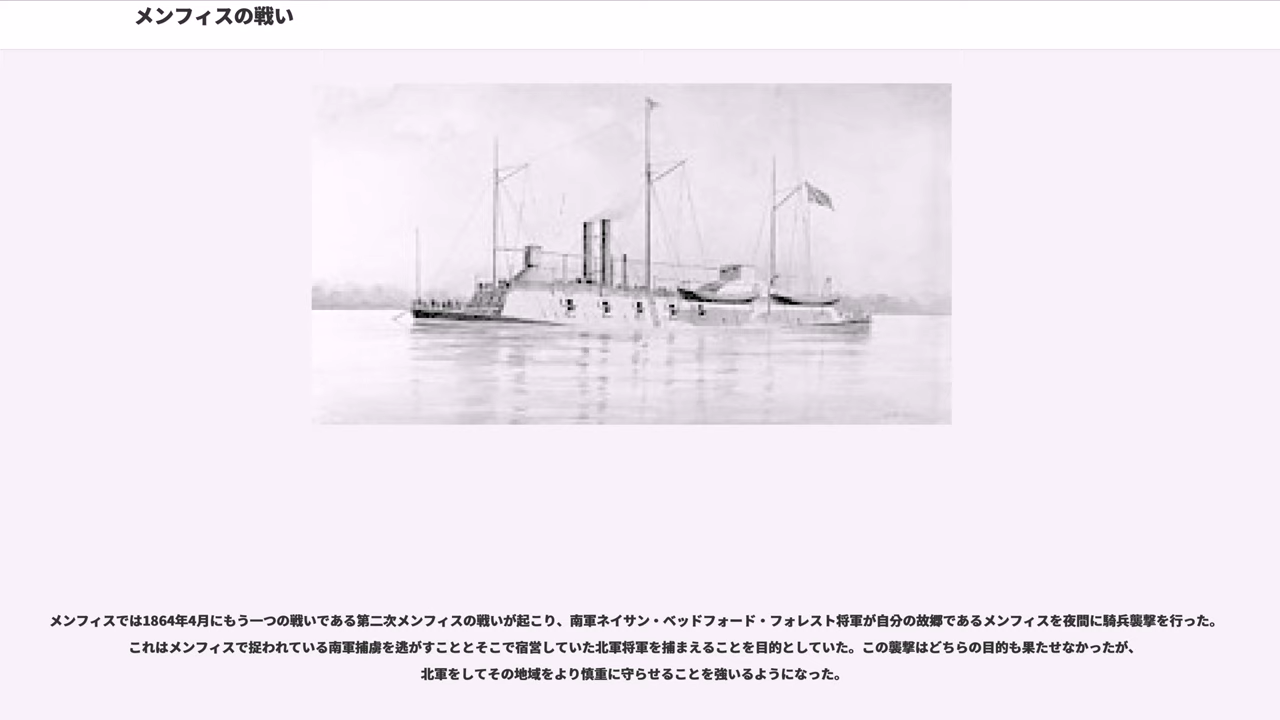 メンフィスの戦い
メンフィスでは1864年4月にもう一つの戦いである第二次メンフィスの戦いが起こり、南軍ネイサン・ベッドフォード・フォレスト将軍が自分の故郷であるメンフィスを夜間に騎兵襲撃を行った。
これはメンフィスで捉われている南軍捕虜を逃がすこととそこで宿営していた北軍将軍を捕まえることを目的としていた。この襲撃はどちらの目的も果たせなかったが、
北軍をしてその地域をより慎重に守らせることを強いるようになった。